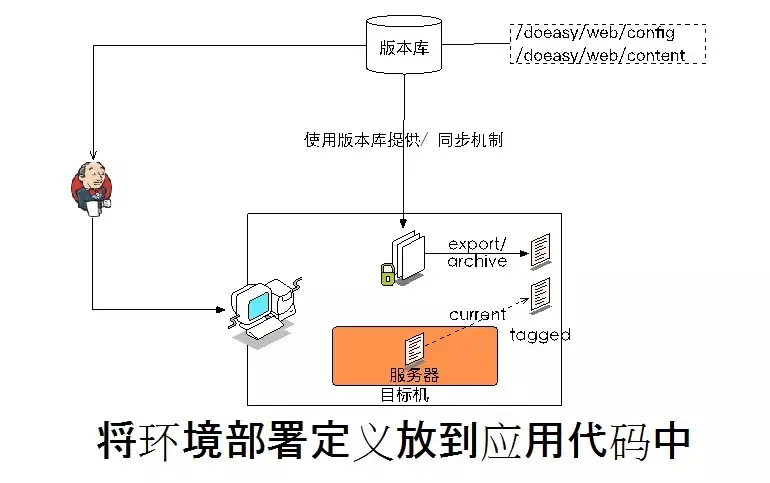 版本库
/doeasy/web/config
/doeasy/web/content
使用版本库提供/ 同步机制
export/
archive
current
tagged
服务器
目标机
将环境部署定义放到应用代码中